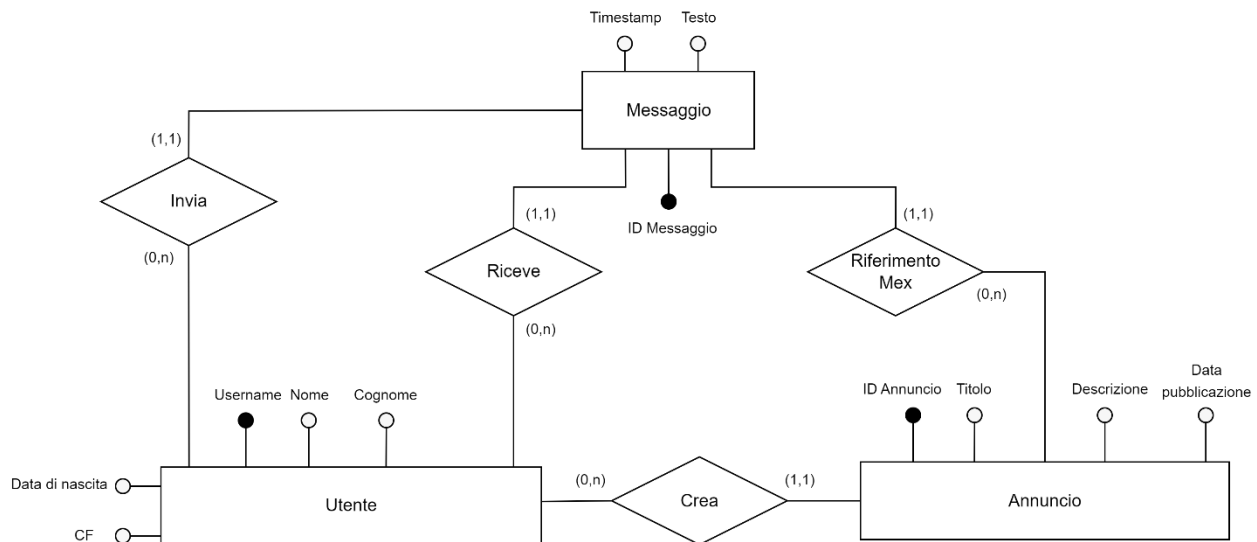 Timestamp
Testo
Messaggio
(1,1)
Invia
(0,n)
(1,1)
Riceve
(0,n)
ID Messaggio
(1,1)
Riferimento
Mex
(0,n)
Username
Nome
Cognome
Data di nascita
CF
Utente
(0,n)
Crea
(1,1)
ID Annuncio
Titolo
Descrizione
Data
pubblicazione
Annuncio